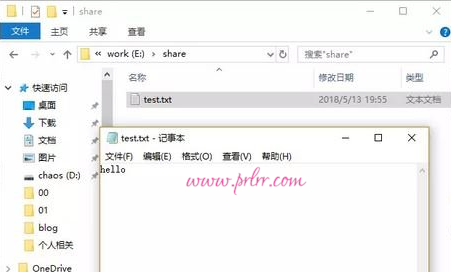 share
文件
主页
共享
查看
work (E:) › share
搜索"share"
名称
修改日期
类型
快速访问
桌面
下载
文档
图片
chaos (D:)
00
01
blog
个人相关
OneDrive
test.txt
2018/5/13 19:55
文本文档
test.txt - 记事本
文件(F) 编辑(E) 格式(O) 查看(V) 帮助(H)
hello
www.prlrr.com